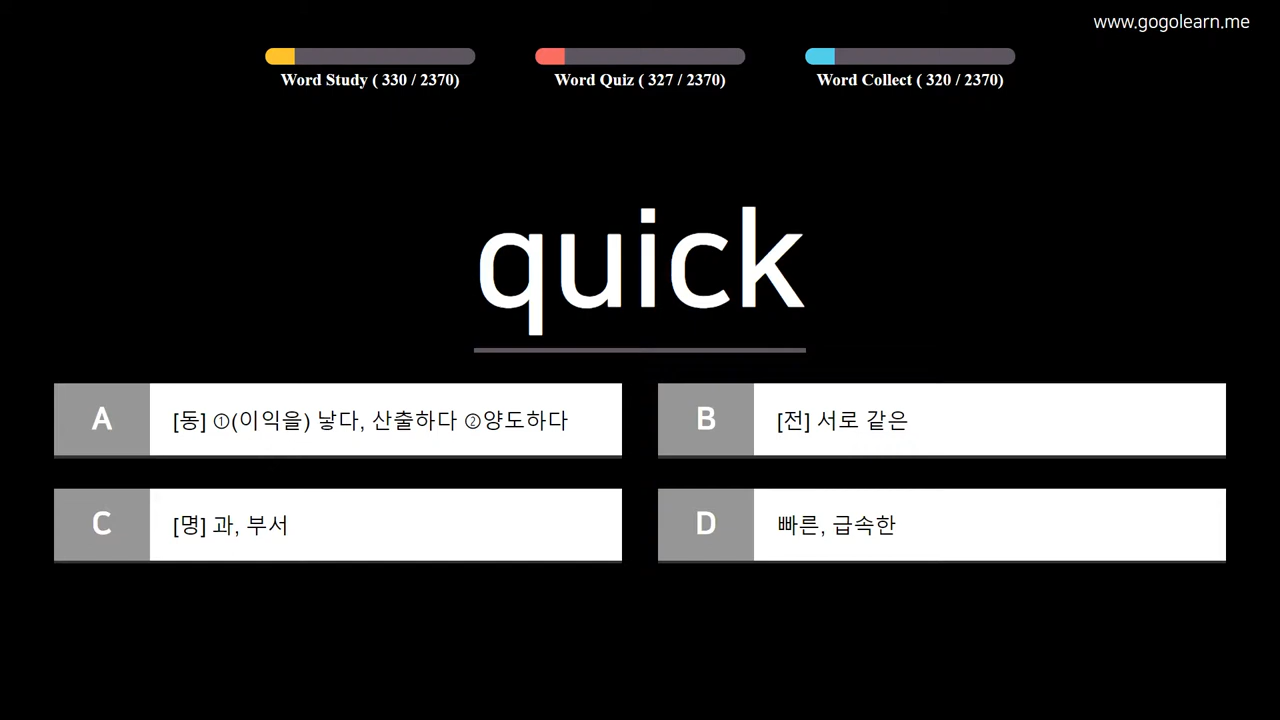 www.gogolearn.me
Word Study ( 330 / 2370)
Word Quiz ( 327 / 2370)
Word Collect ( 320 / 2370)
quick
A [동] ①(이익을) 낳다, 산출하다 ②양도하다
B [전] 서로 같은
C [명] 과, 부서
D 빠른, 급속한